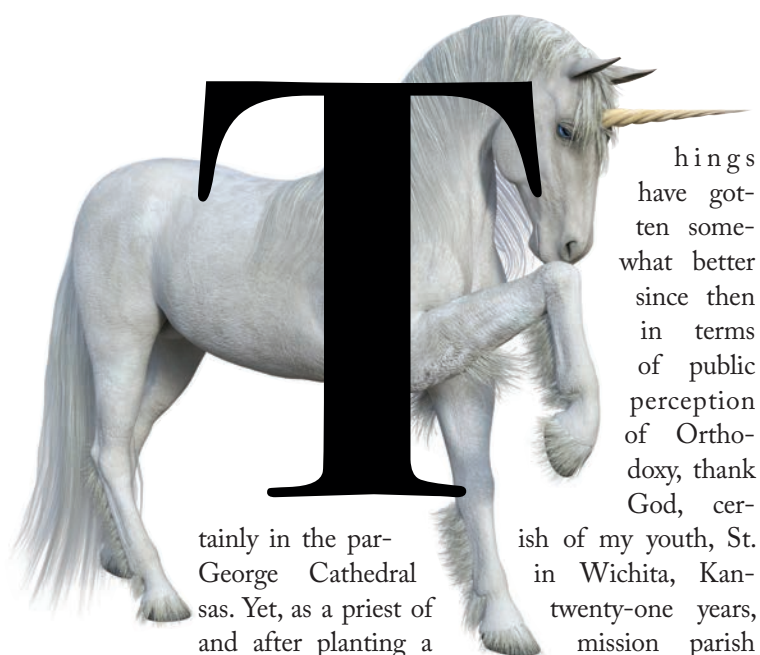 T
hings
have got-
ten some-
what better
since then
in terms
of public
perception
of Ortho-
doxy, thank
God, cer-
tainly in the par- ish of my youth, St.
George Cathedral in Wichita, Kan-
sas. Yet, as a priest of twenty-one years,
and after planting a mission parish